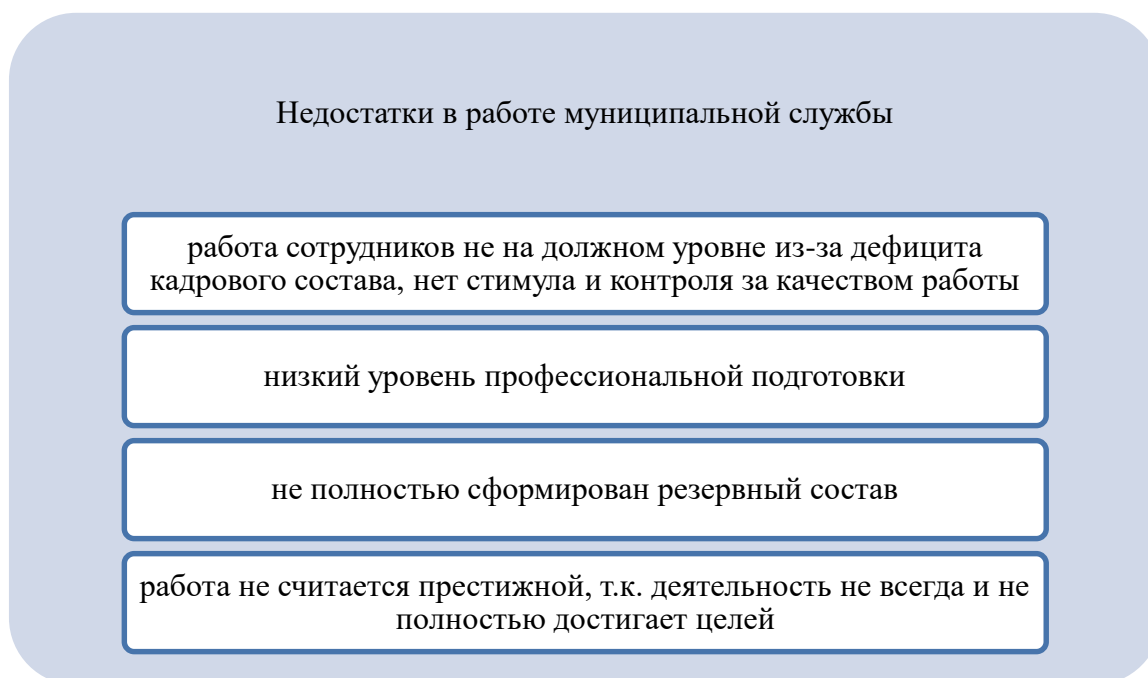 Недостатки в работе муниципальной службы
работа сотрудников не на должном уровне из-за дефицита
кадрового состава, нет стимула и контроля за качеством работы
низкий уровень профессиональной подготовки
не полностью сформирован резервный состав
работа не считается престижной, т.к. деятельность не всегда и не
полностью достигает целей